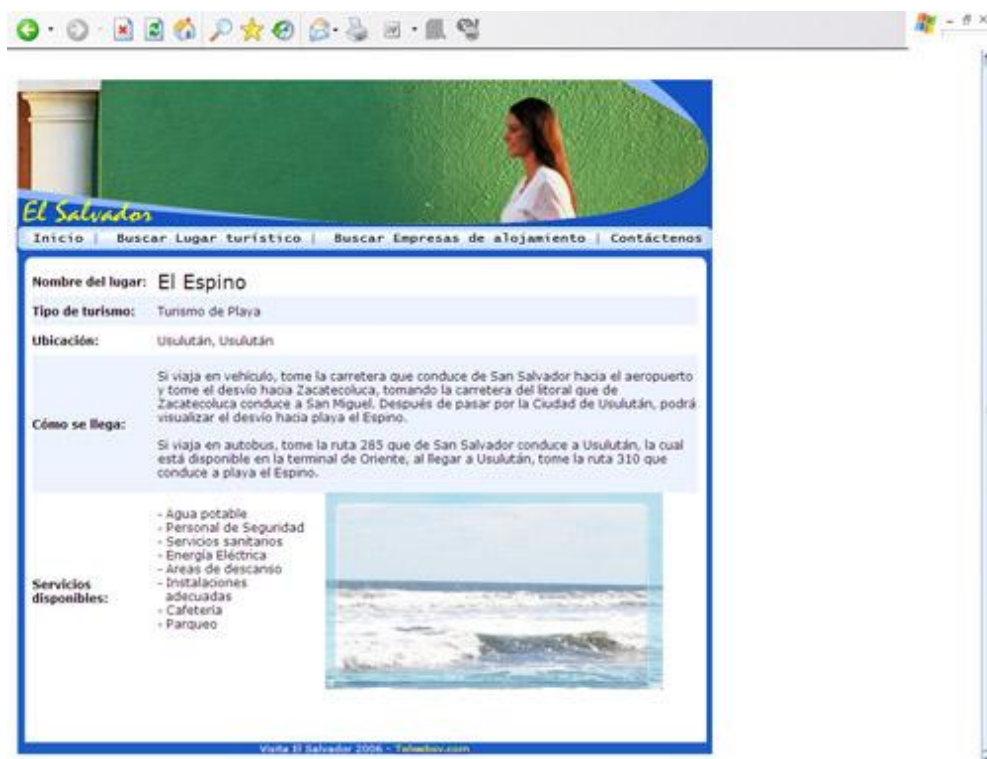 El Salvador
Inicio | Buscar Lugar turístico | Buscar Empresas de alojamiento | Contáctenos
Nombre del lugar: El Espino
Tipo de turismo: Turismo de Playa
Ubicación: Usulután, Usulután
Cómo se llega:
Si viaja en vehículo, tome la carretera que conduce de San Salvador hacia el aeropuerto
y tome el desvío hacia Zacatecoluca, tomando la carretera del litoral que de
Zacatecoluca conduce a San Miguel. Después de pasar por la Ciudad de Usulután, podrá
visualizar el desvío hacia playa el Espino.
Si viaja en autobus, tome la ruta 285 que de San Salvador conduce a Usulután, la cual
está disponible en la terminal de Oriente, al llegar a Usulután, tome la ruta 310 que
conduce a playa el Espino.
Servicios
disponibles:
- Agua potable
- Personal de Seguridad
- Servicios sanitarios
- Energía Eléctrica
- Areas de descanso
- Instalaciones
adecuadas
- Cafetería
- Parqueo
Visita El Salvador 2006 -